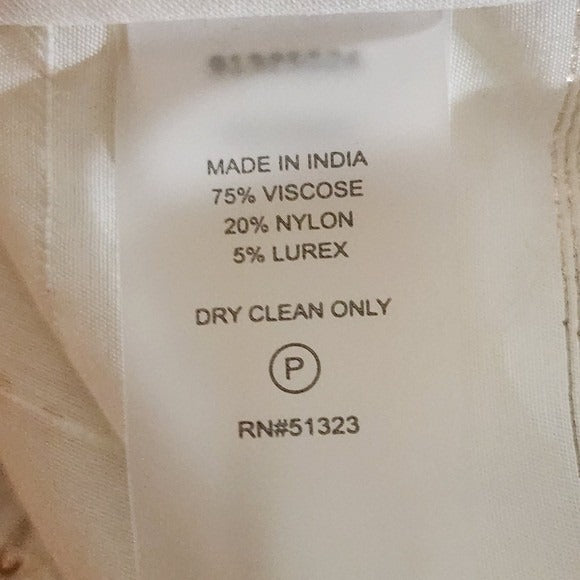 MADE IN INDIA
75% VISCOSE
20% NYLON
5% LUREX
DRY CLEAN ONLY
P
RN#51323